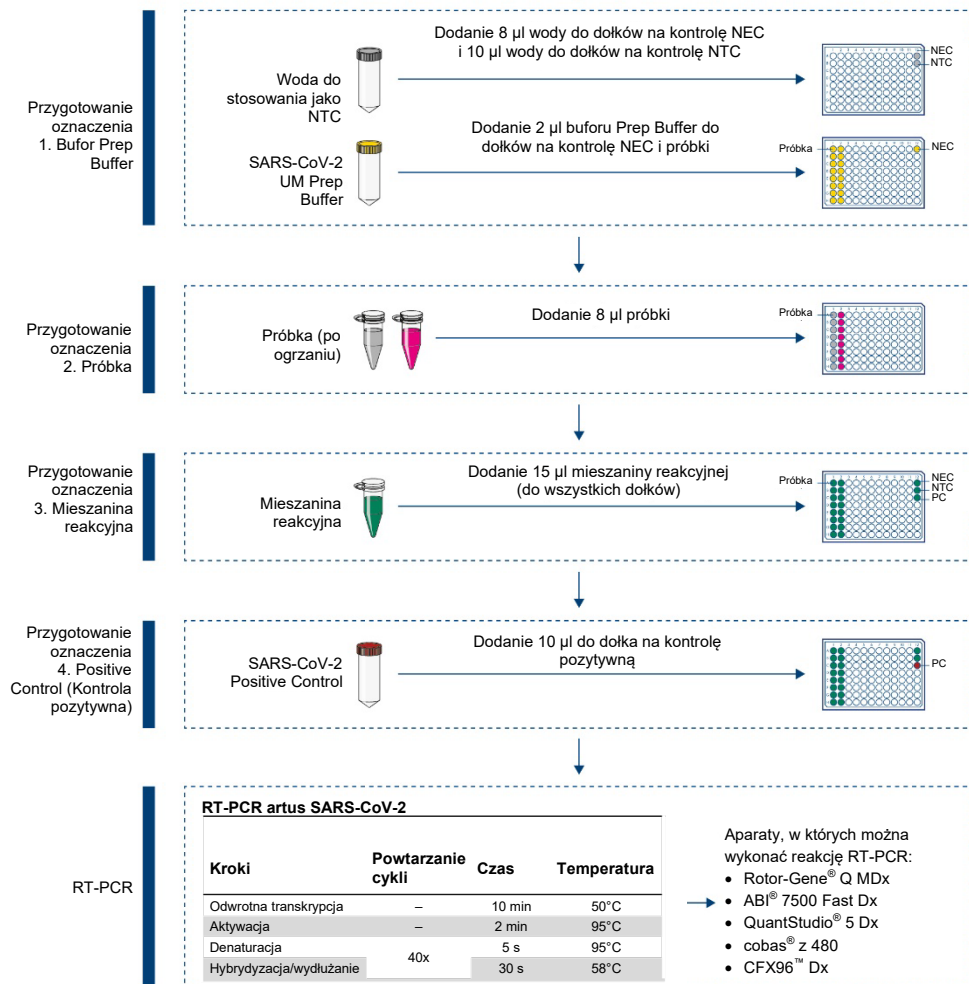 Przygotowanie
oznaczenia
1. Bufor Prep
Buffer
Woda do
stosowania jako
NTC
Dodanie 8 µl wody do dołków na kontrolę NEC
i 10 µl wody do dołków na kontrolę NTC
NEC
NTC
SARS-CoV-2
UM Prep
Buffer
Dodanie 2 µl buforu Prep Buffer do
dołków na kontrolę NEC i próbki
Próbka
NEC
Przygotowanie
oznaczenia
2. Próbka
Próbka (po
ogrzaniu)
Dodanie 8 µl próbki
Próbka
Przygotowanie
oznaczenia
3. Mieszanina
reakcyjna
Mieszanina
reakcyjna
Dodanie 15 µl mieszaniny reakcyjnej
(do wszystkich dołków)
Próbka
NEC
NTC
PC
Przygotowanie
oznaczenia
4. Positive
Control (Kontrola
pozytywna)
SARS-CoV-2
Positive Control
Dodanie 10 µl do dołka na kontrolę
pozytywną
PC
RT-PCR
RT-PCR artus SARS-CoV-2
Kroki Powtarzanie cykli Czas Temperatura
Odwrotna transkrypcja – 10 min 50°C
Aktywacja – 2 min 95°C
Denaturacja 40x 5 s 95°C
Hybrydyzacja/wydłużanie 30 s 58°C
Aparaty, w których można
wykonać reakcję RT-PCR:
• Rotor-Gene® Q MDx
• ABI® 7500 Fast Dx
• QuantStudio® 5 Dx
• cobas® z 480
• CFX96™ Dx